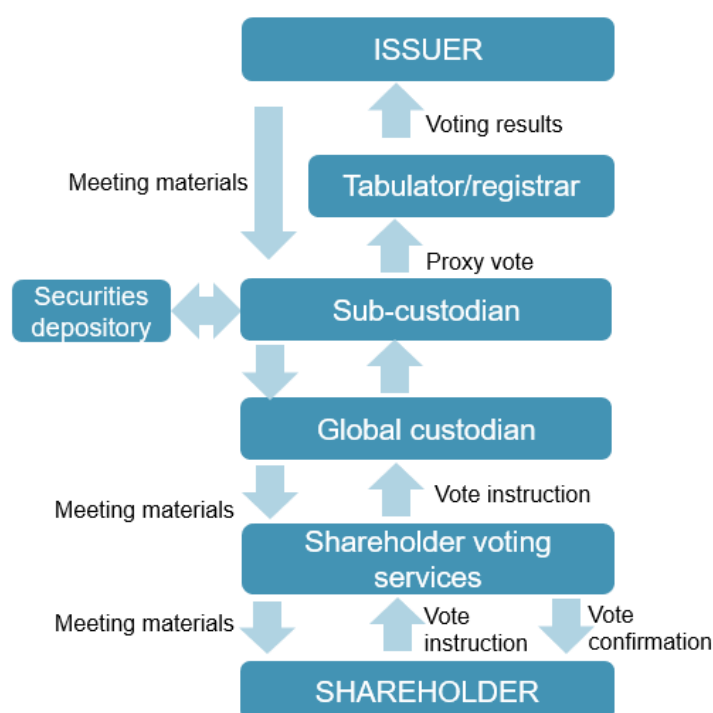 ISSUER
Voting results
Meeting materials
Tabulator/registrar
Proxy vote
Securities
depository
Sub-custodian
Global custodian
Vote instruction
Meeting materials
Shareholder voting
services
Meeting materials
Vote
instruction
Vote
confirmation
SHAREHOLDER